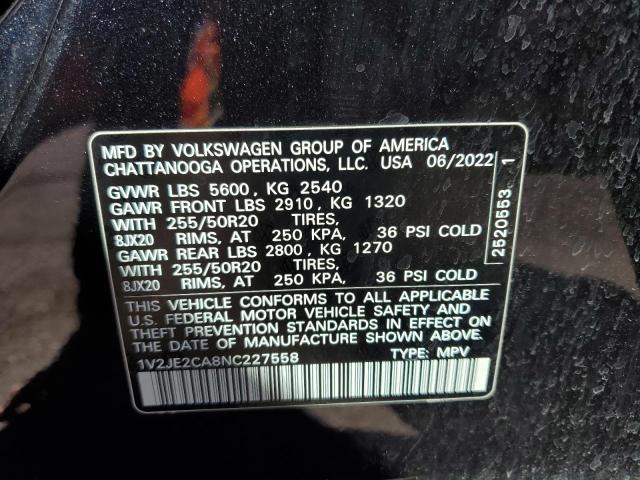 MFD BY VOLKSWAGEN GROUP OF AMERICA
CHATTANOOGA OPERATIONS, LLC. USA 06/2022
GVWR LBS 5600, KG 2540
GAWR FRONT LBS 2910, KG 1320
WITH 255/50R20 TIRES,
8JX20 RIMS, AT 250 KPA, 36 PSI COLD
GAWR REAR LBS 2800, KG 1270
WITH 255/50R20 TIRES,
8JX20 RIMS, AT 250 KPA, 36 PSI COLD
THIS VEHICLE CONFORMS TO ALL APPLICABLE
U.S. FEDERAL MOTOR VEHICLE SAFETY AND
THEFT PREVENTION STANDARDS IN EFFECT ON
THE DATE OF MANUFACTURE SHOWN ABOVE.
1V2JE2CA8NC227558 TYPE: MPV
2520553 1